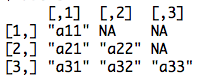 [,1] [,2] [,3]
[1,] "a11" NA NA
[2,] "a21" "a22" NA
[3,] "a31" "a32" "a33"